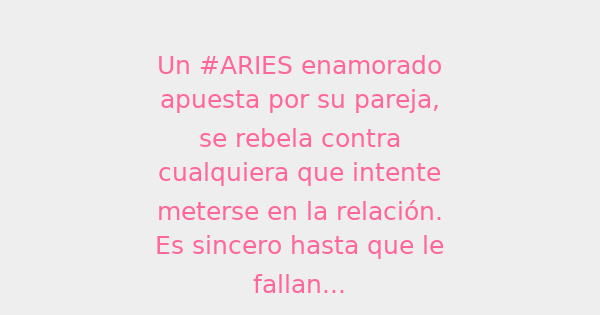 Un #ARIES enamorado
apuesta por su pareja,
se rebela contra
cualquiera que intente
meterse en la relación.
Es sincero hasta que le
fallan...